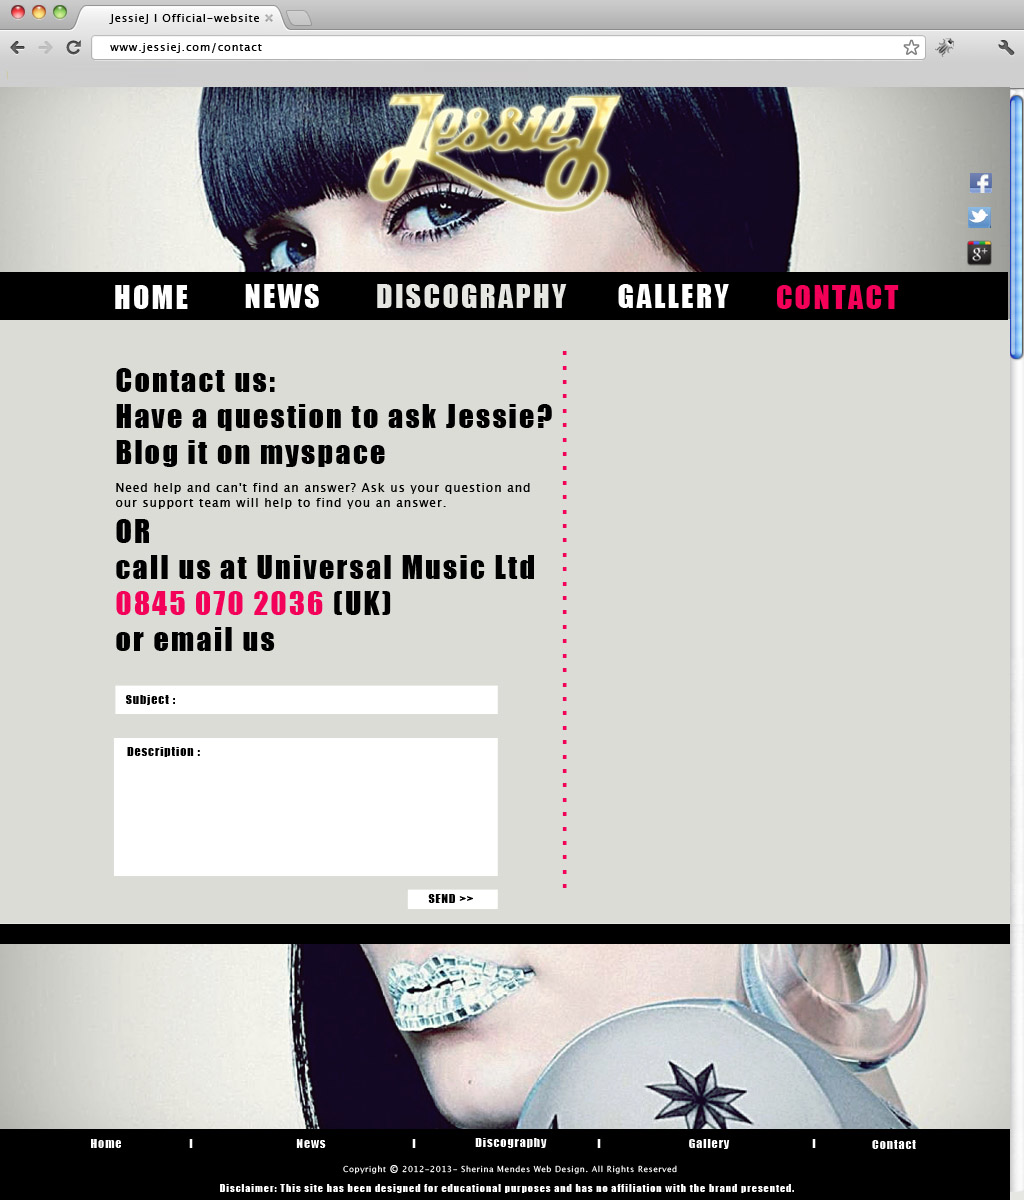 JessieJ I Official-website
www.jessiej.com/contact
JessieJ
f
g+
HOME NEWS DISCOGRAPHY GALLERY CONTACT
Contact us:
Have a question to ask Jessie?
Blog it on myspace
Need help and can't find an answer? Ask us your question and
our support team will help to find you an answer.
OR
call us at Universal Music Ltd
0845 070 2036 (UK)
or email us
Subject :
Description :
SEND >>
Home I News I Discography I Gallery I Contact
Copyright © 2012-2013- Sherina Mendes Web Design. All Rights Reserved
Disclaimer: This site has been designed for educational purposes and has no affiliation with the brand presented.